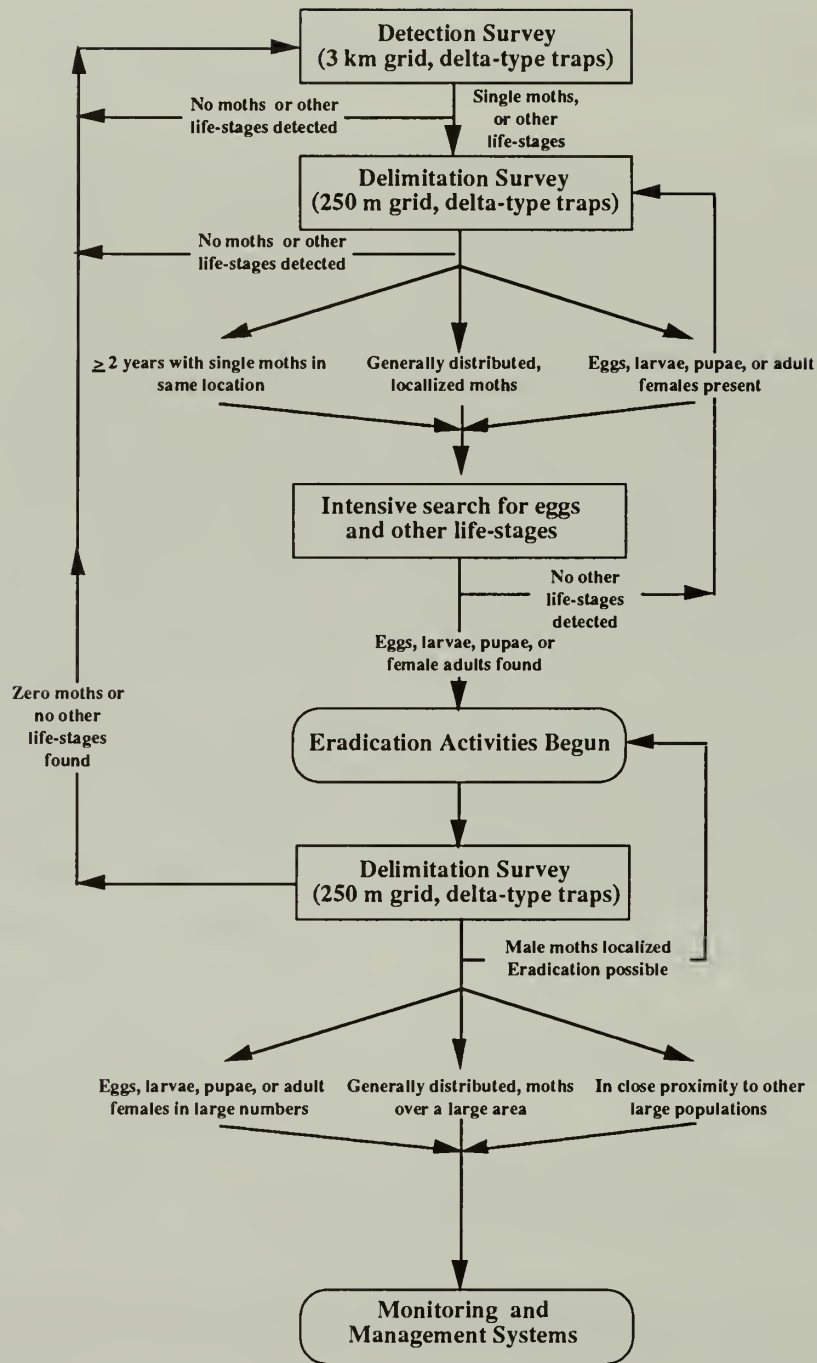 Detection Survey
(3 km grid, delta-type traps)
No moths or other
life-stages detected
Single moths,
or other
life-stages
Delimitation Survey
(250 m grid, delta-type traps)
No moths or other
life-stages detected
≥ 2 years with single moths in
same location
Generally distributed,
locallized moths
Eggs, larvae, pupae, or adult
females present
Intensive search for eggs
and other life-stages
No other
life-stages
detected
Eggs, larvae, pupae, or
female adults found
Zero moths or
no other
life-stages
found
Eradication Activities Begun
Delimitation Survey
(250 m grid, delta-type traps)
Male moths localized
Eradication possible
Eggs, larvae, pupae, or adult
females in large numbers
Generally distributed, moths
over a large area
In close proximity to other
large populations
Monitoring and
Management Systems